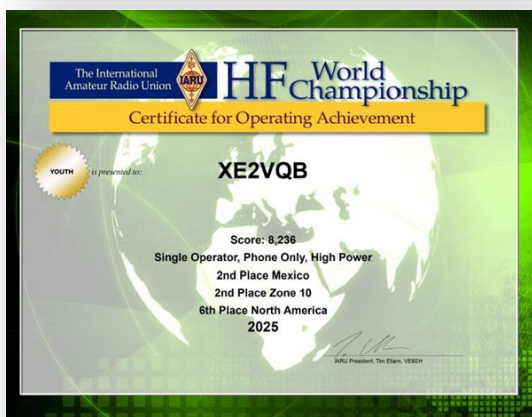 The International
Amateur Radio Union
IARU
HF World
Championship
Certificate for Operating Achievement
YOUTH
is presented to:
XE2VQB
Score: 8,236
Single Operator, Phone Only, High Power
2nd Place Mexico
2nd Place Zone 10
6th Place North America
2025
IARU President, Tim Ellam, VE6SH